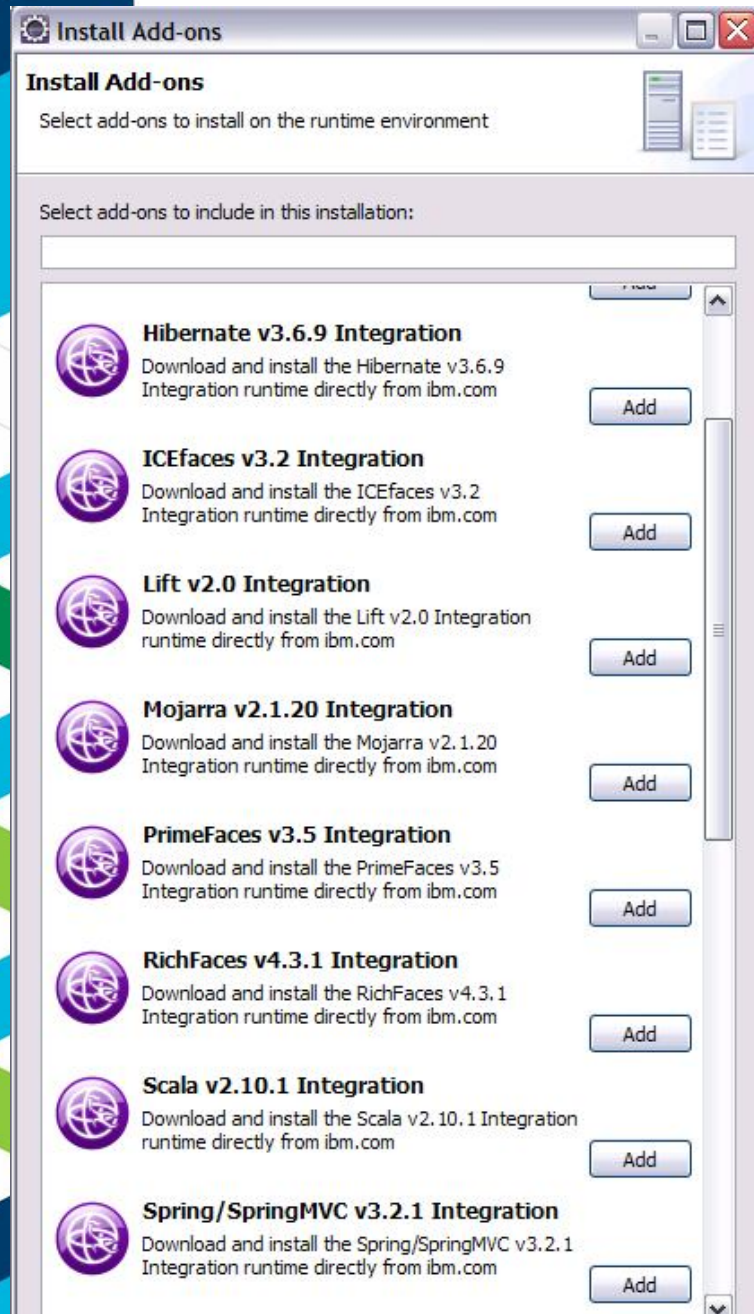 Install Add-ons
Install Add-ons
Select add-ons to install on the runtime environment
Select add-ons to include in this installation:
Add
Hibernate v3.6.9 Integration
Download and install the Hibernate v3.6.9
Integration runtime directly from ibm.com
Add
ICEfaces v3.2 Integration
Download and install the ICEfaces v3.2
Integration runtime directly from ibm.com
Add
Lift v2.0 Integration
Download and install the Lift v2.0 Integration
runtime directly from ibm.com
Add
Mojarra v2.1.20 Integration
Download and install the Mojarra v2.1.20
Integration runtime directly from ibm.com
Add
PrimeFaces v3.5 Integration
Download and install the PrimeFaces v3.5
Integration runtime directly from ibm.com
Add
RichFaces v4.3.1 Integration
Download and install the RichFaces v4.3.1
Integration runtime directly from ibm.com
Add
Scala v2.10.1 Integration
Download and install the Scala v2.10.1 Integration
runtime directly from ibm.com
Add
Spring/SpringMVC v3.2.1 Integration
Download and install the Spring/SpringMVC v3.2.1
Integration runtime directly from ibm.com
Add